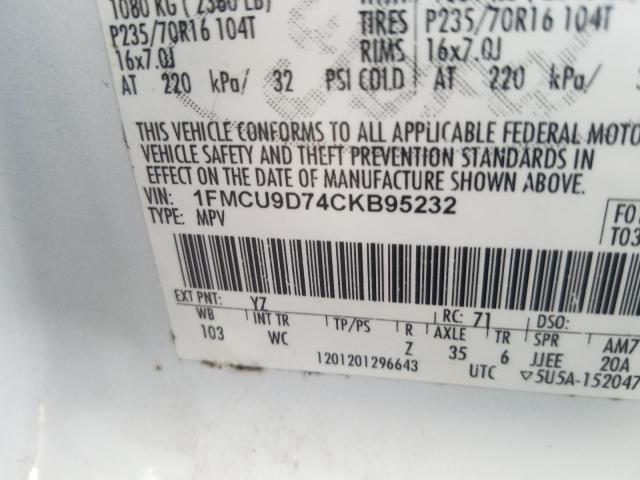 1080 KG ( 2380 LB)
P235/70R16 104T TIRES P235/70R16 104T
16x7.0J RIMS 16x7.0J
AT 220 kPa/ 32 PSI COLD AT 220 kPa/
THIS VEHICLE CONFORMS TO ALL APPLICABLE FEDERAL MOTO
VEHICLE SAFETY AND THEFT PREVENTION STANDARDS IN
EFFECT ON THE DATE OF MANUFACTURE SHOWN ABOVE.
VIN: 1FMCU9D74CKB95232
TYPE: MPV
FO
T03
EXT PNT: YZ RC: 71 DSO:
WB INT TR TP/PS R AXLE TR SPR AM7
103 WC Z 35 6 JJEE 20A
1201201296643 UTC ▽5U5A-152047